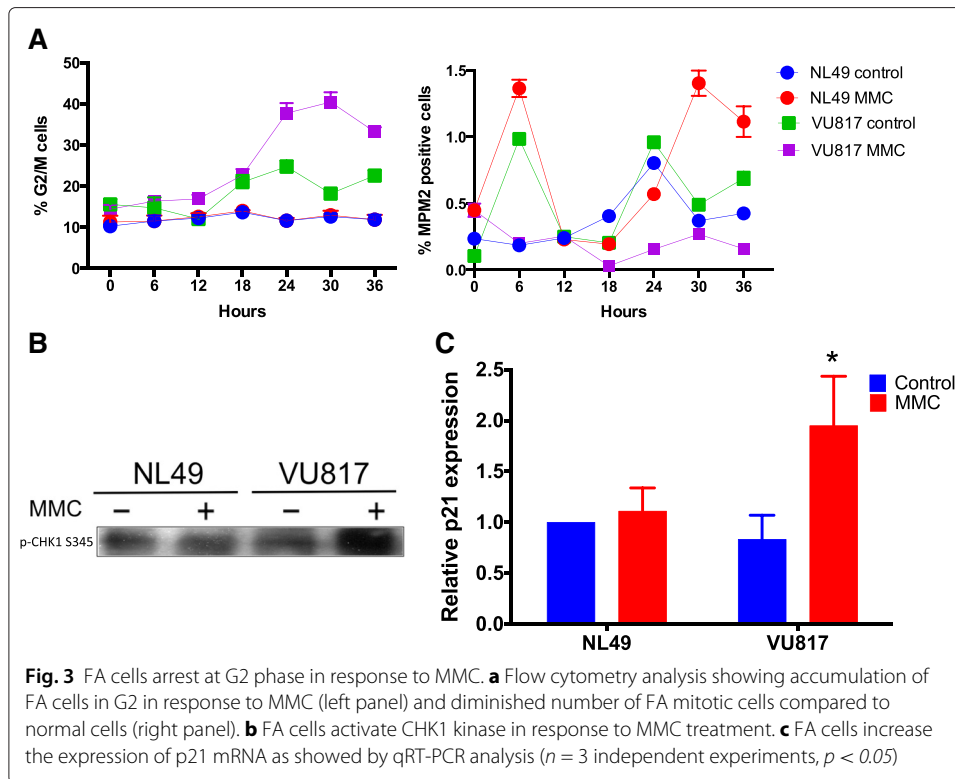 A
% G2/M cells
50
40
30
20
10
0
0 6 12 18 24 30 36
Hours
% MPM2 positive cells
1.5
1.0
0.5
0.0
0 6 12 18 24 30 36
Hours
NL49 control
NL49 MMC
VU817 control
VU817 MMC
B
NL49 VU817
MMC − + − +
p-CHK1 S345
C
Relative p21 expression
2.5
2.0
1.5
1.0
0.5
0.0
*
NL49 VU817
Control
MMC
Fig. 3 FA cells arrest at G2 phase in response to MMC. a Flow cytometry analysis showing accumulation of
FA cells in G2 in response to MMC (left panel) and diminished number of FA mitotic cells compared to
normal cells (right panel). b FA cells activate CHK1 kinase in response to MMC treatment. c FA cells increase
the expression of p21 mRNA as showed by qRT-PCR analysis (n = 3 independent experiments, p < 0.05)